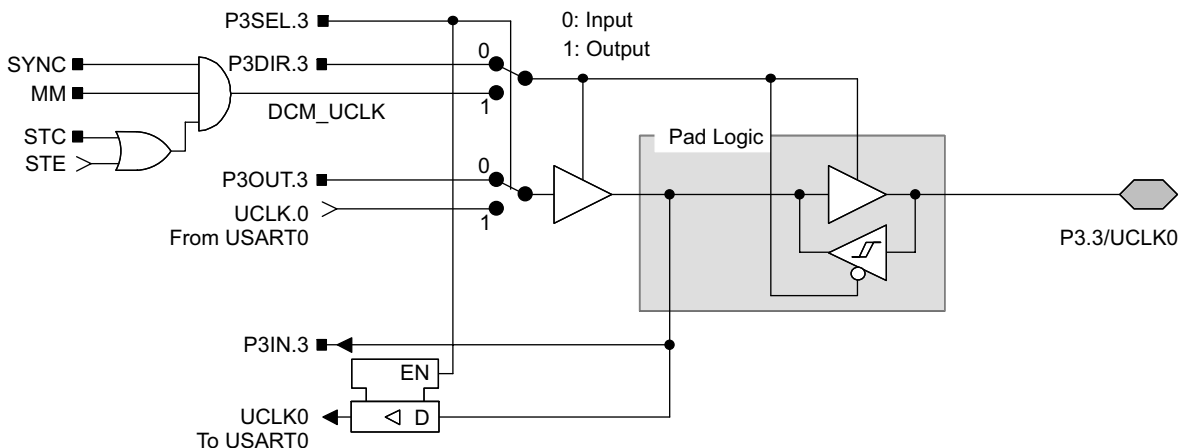 P3SEL.3
0: Input
1: Output
SYNC
P3DIR.3
0
MM
1
DCM_UCLK
STC
STE
Pad Logic
P3OUT.3
0
UCLK.0
1
From USART0
P3.3/UCLK0
P3IN.3
EN
UCLK0
D
To USART0